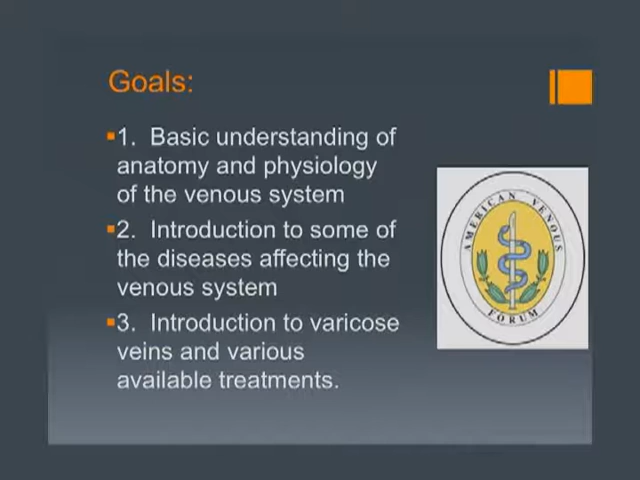 Goals:
1. Basic understanding of
anatomy and physiology
of the venous system
2. Introduction to some of
the diseases affecting the
venous system
3. Introduction to varicose
veins and various
available treatments.
AMERICAN VENOUS
FORUM